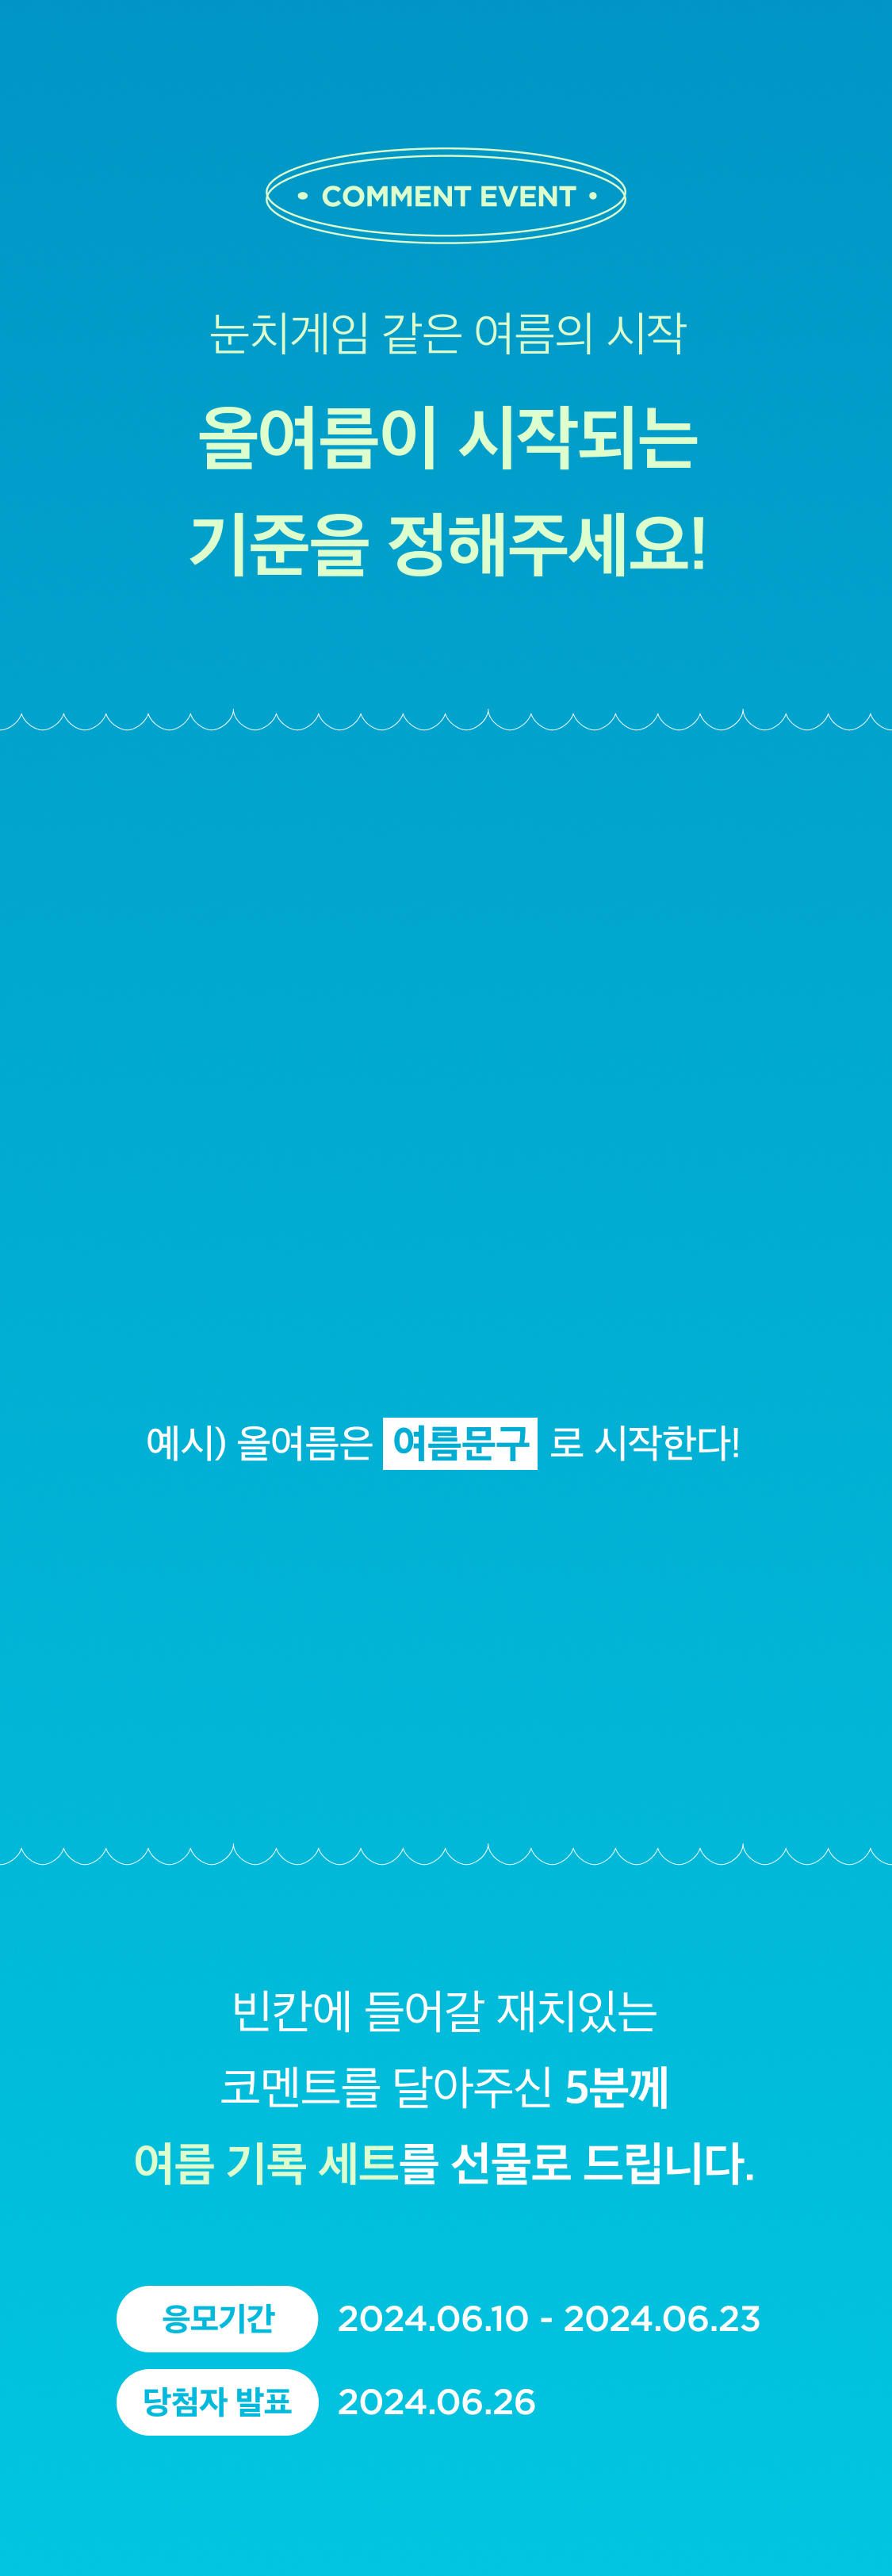 • COMMENT EVENT •
눈치게임 같은 여름의 시작
올여름이 시작되는
기준을 정해주세요!
예시) 올여름은 여름문구 로 시작한다!
빈칸에 들어갈 재치있는
코멘트를 달아주신 5분께
여름 기록 세트를 선물로 드립니다.
응모기간 2024.06.10 - 2024.06.23
당첨자 발표 2024.06.26